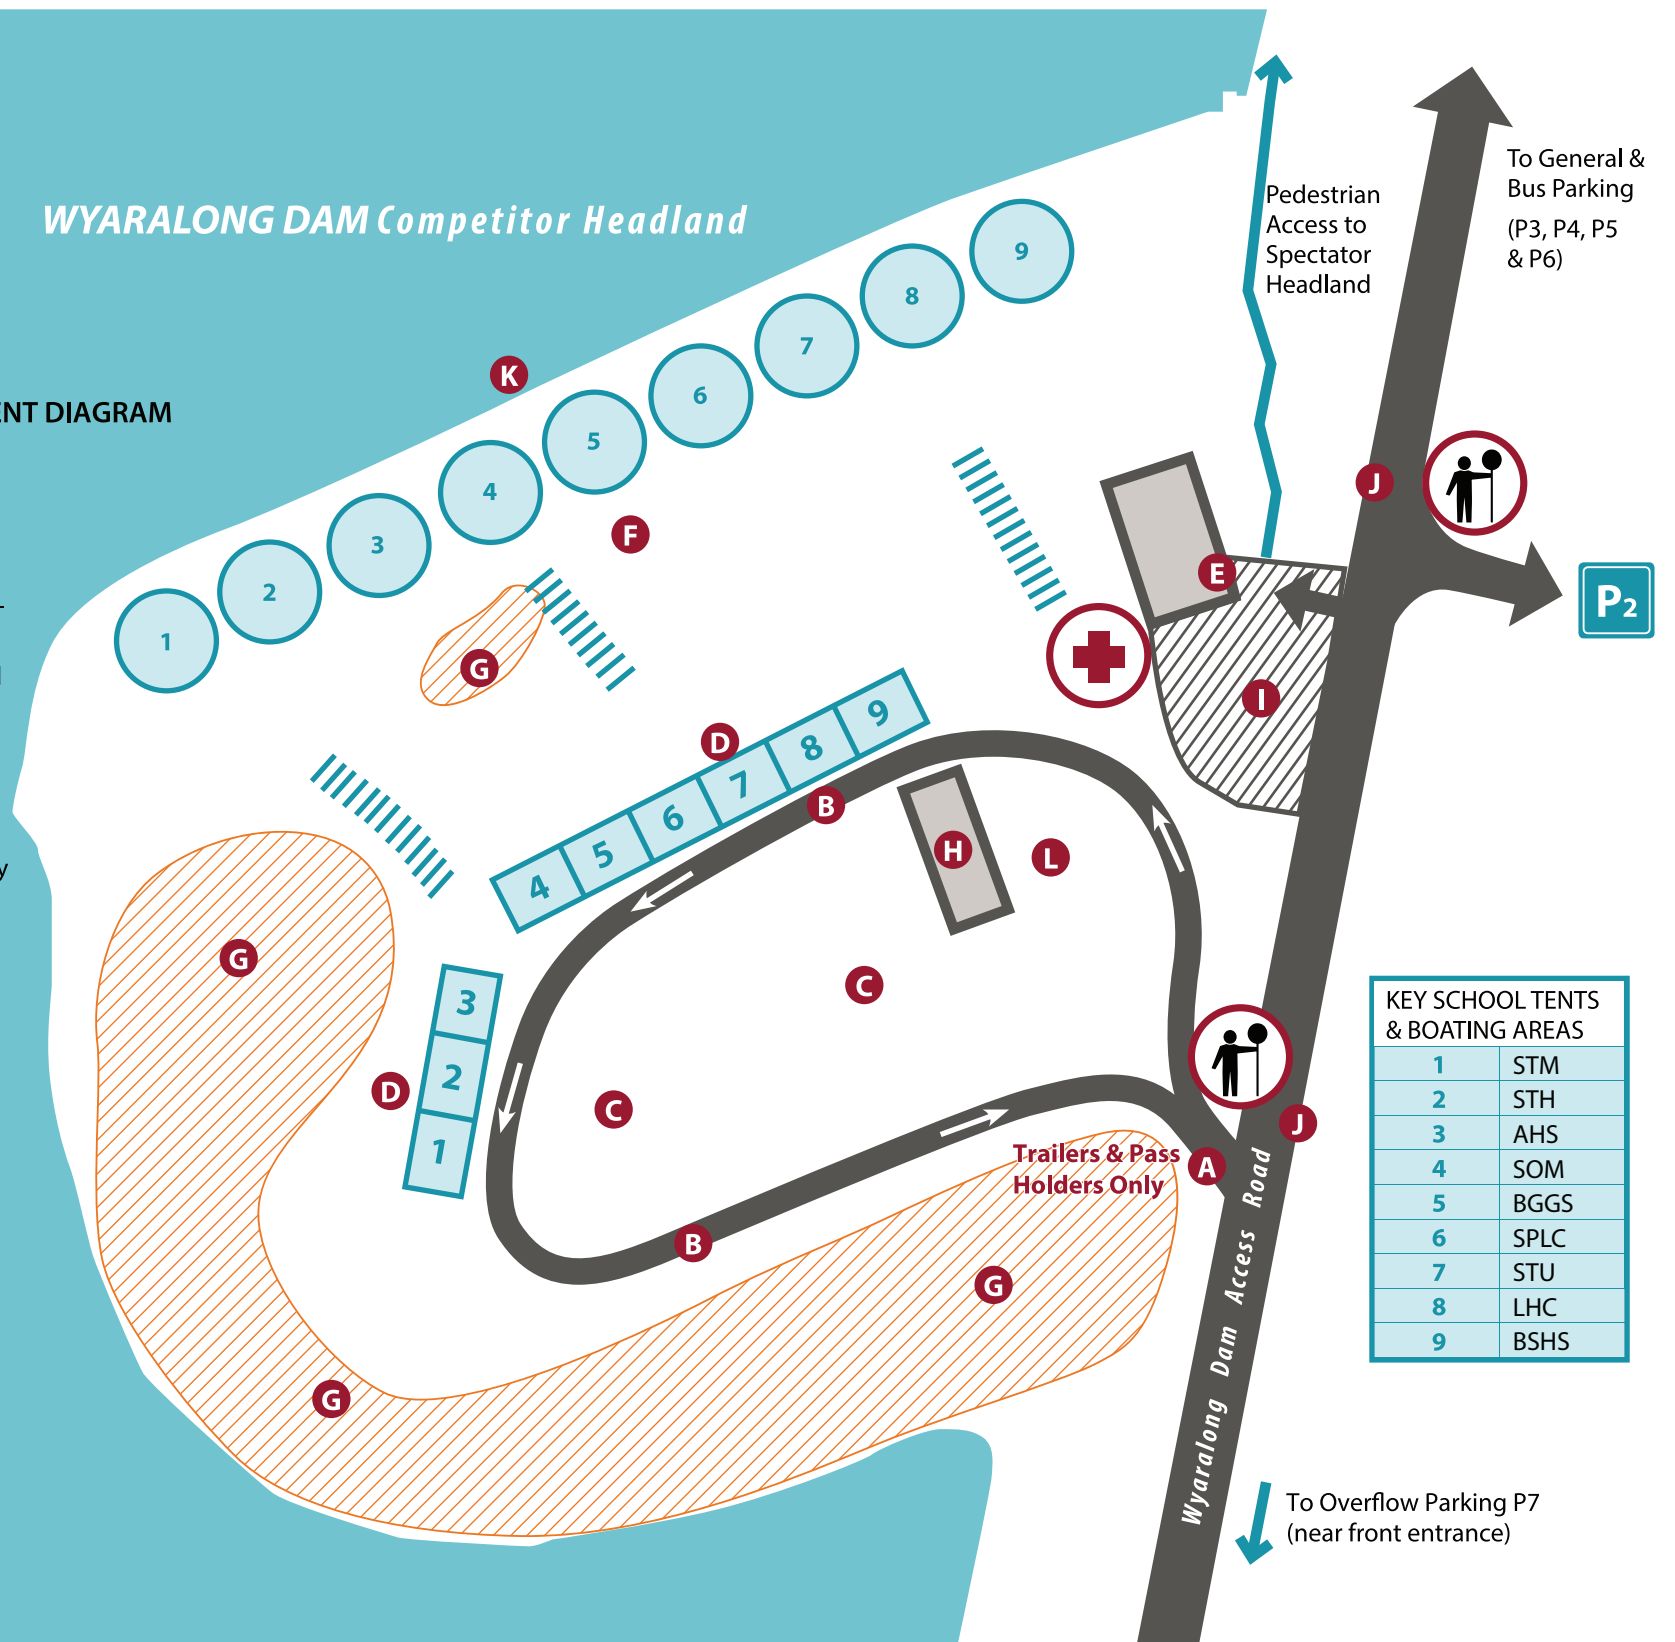 WYARALONG DAM Competitor Headland
Pedestrian
Access to
Spectator
Headland
To General &
Bus Parking
(P3, P4, P5
& P6)
ENT DIAGRAM
9
8
7
6
5
4
3
2
1
K
F
J
E
P2
G
I
D
9
8
7
6
5
4
B
H
L
y
G
C
3
2
1
D
C
J
Trailers & Pass
Holders Only
A
B
G
G
Wyaralong Dam Access Road
KEY SCHOOL TENTS
& BOATING AREAS
1 STM
2 STH
3 AHS
4 SOM
5 BGGS
6 SPLC
7 STU
8 LHC
9 BSHS
To Overflow Parking P7
(near front entrance)